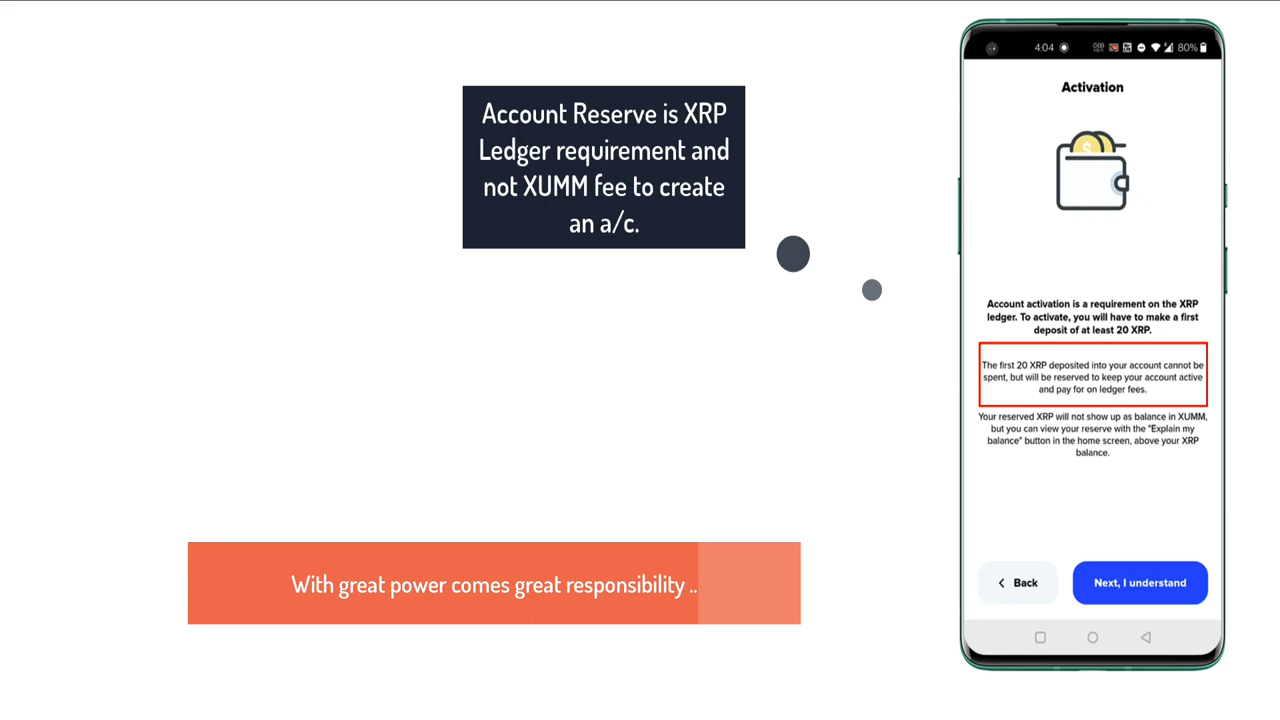 Account Reserve is XRP
Ledger requirement and
not XUMM fee to create
an a/c.
With great power comes great responsibility ..
4:04
80%
Activation
Account activation is a requirement on the XRP
ledger. To activate, you will have to make a first
deposit of at least 20 XRP.
The first 20 XRP deposited into your account cannot be
spent, but will be reserved to keep your account active
and pay for on ledger fees.
Your reserved XRP will not show up as balance in XUMM,
but you can view your reserve with the "Explain my
balance" button in the home screen, above your XRP
balance.
Back
Next, I understand